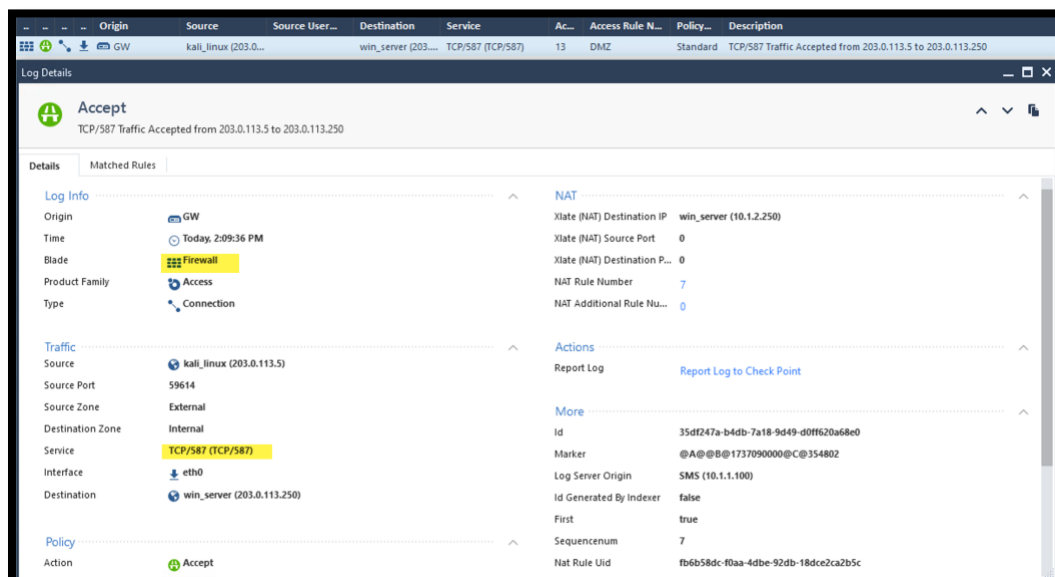 .. .. .. .. Origin Source Source User... Destination Service Ac... Access Rule N... Policy... Description
GW kali_linux (203.0... win_server (203.... TCP/587 (TCP/587) 13 DMZ Standard TCP/587 Traffic Accepted from 203.0.113.5 to 203.0.113.250
Log Details
Accept
TCP/587 Traffic Accepted from 203.0.113.5 to 203.0.113.250
Details Matched Rules
Log Info
Origin GW
Time Today, 2:09:36 PM
Blade Firewall
Product Family Access
Type Connection
Traffic
Source kali_linux (203.0.113.5)
Source Port 59614
Source Zone External
Destination Zone Internal
Service TCP/587 (TCP/587)
Interface eth0
Destination win_server (203.0.113.250)
Policy
Action Accept
NAT
Xlate (NAT) Destination IP win_server (10.1.2.250)
Xlate (NAT) Source Port 0
Xlate (NAT) Destination P... 0
NAT Rule Number 7
NAT Additional Rule Nu... 0
Actions
Report Log Report Log to Check Point
More
Id 35df247a-b4db-7a18-9d49-d0ff620a68e0
Marker @A@@B@1737090000@C@354802
Log Server Origin SMS (10.1.1.100)
Id Generated By Indexer false
First true
Sequencenum 7
Nat Rule Uid fb6b58dc-f0aa-4dbe-92db-18dce2ca2b5c